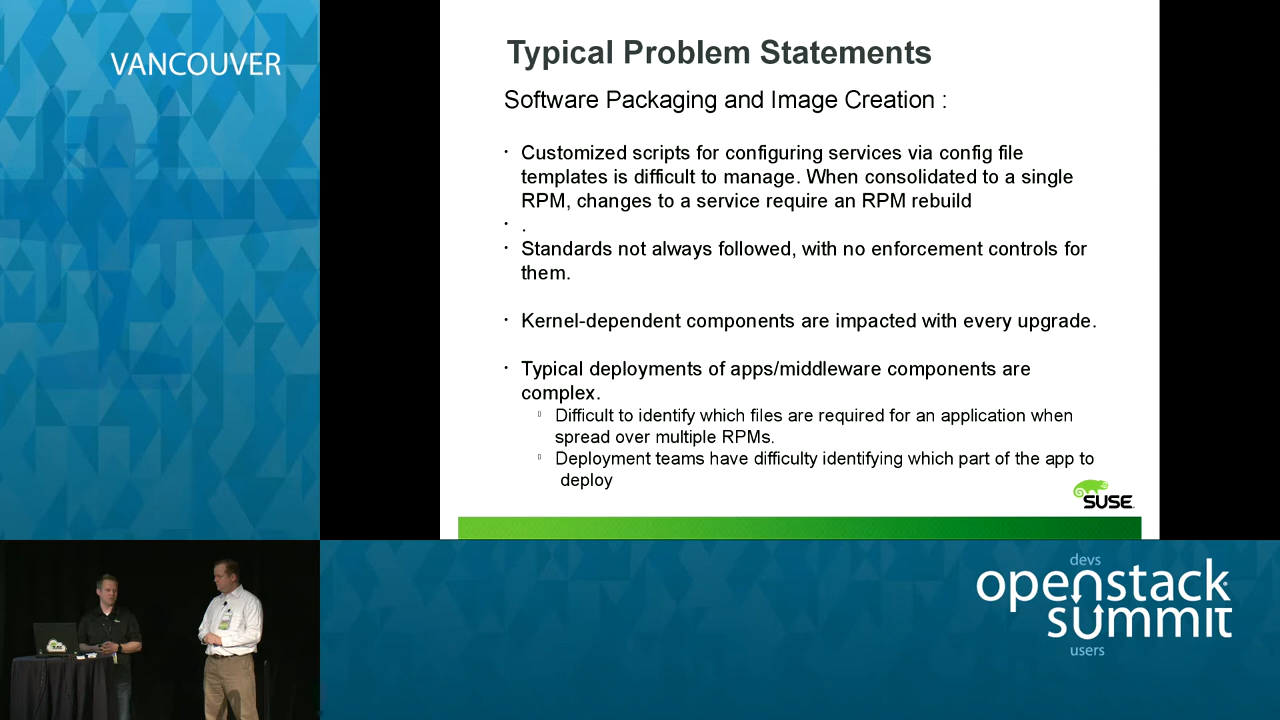 VANCOUVER
Typical Problem Statements
Software Packaging and Image Creation :
• Customized scripts for configuring services via config file
templates is difficult to manage. When consolidated to a single
RPM, changes to a service require an RPM rebuild
• .
• Standards not always followed, with no enforcement controls for
them.
• Kernel-dependent components are impacted with every upgrade.
• Typical deployments of apps/middleware components are
complex.
Difficult to identify which files are required for an application when
spread over multiple RPMs.
Deployment teams have difficulty identifying which part of the app to
deploy
SUSE
SUSE
devs
openstack
summit
users